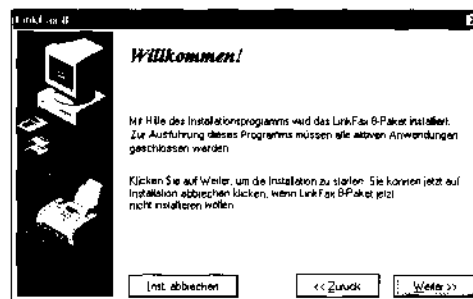 LinkFax 8
Willkommen!
Mit Hilfe des Installationsprogramms wird das LinkFax 8-Paket installiert.
Zur Ausführung dieses Programms müssen alle aktiven Anwendungen
geschlossen werden
Klicken Sie auf Weiter, um die Installation zu starten. Sie können jetzt auf
Installation abbrechen klicken, wenn LinkFax 8-Paket jetzt
nicht installieren wollen
Inst. abbrechen
<< Zurück
Weiter >>